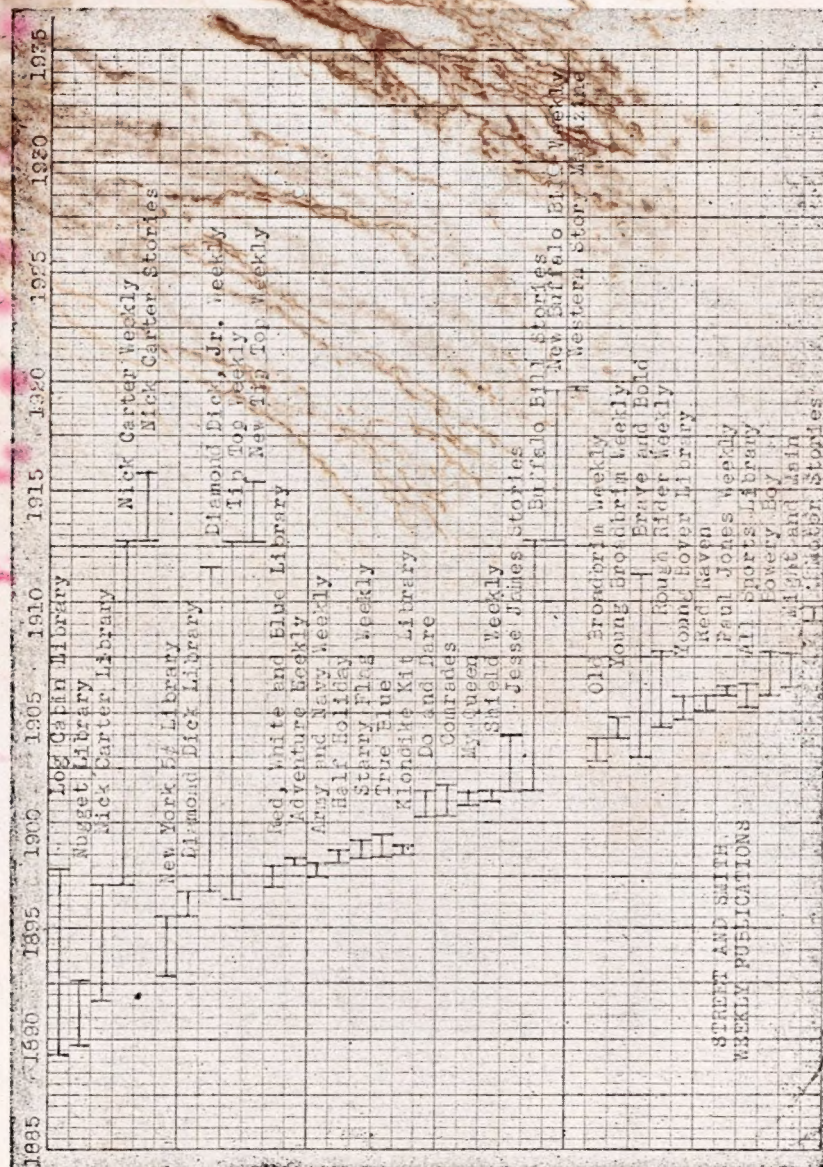 1885 1890 1895 1900 1905 1910 1915 1920 1925 1930 1935
Log Cabin Library
Nugget Library
Nick Carter Library
Nick Carter Weekly
Nick Carter Stories
New York 5¢ Library
Diamond Dick Library
Diamond Dick, Jr. Weekly
Tip Top Weekly
New Tip Top Weekly
Red, White and Blue Library
Adventure Weekly
Army and Navy Weekly
Half Holiday
Starry Flag Weekly
True Blue
Klondike Kit Library
Do and Dare
Comrades
My Queen
Shield Weekly
Jesse James Stories
Buffalo Bill Stories
New Buffalo Bill Weekly
Western Story Magazine
Old Broadbrim Weekly
Young Broadbrim Weekly
Brave and Bold
Rough Rider Weekly
Young Rover Library
Red Raven
Paul Jones Weekly
All Sports Library
Bowery Boy
Might and Main
Motor Stories
STREET AND SMITH
WEEKLY PUBLICATIONS